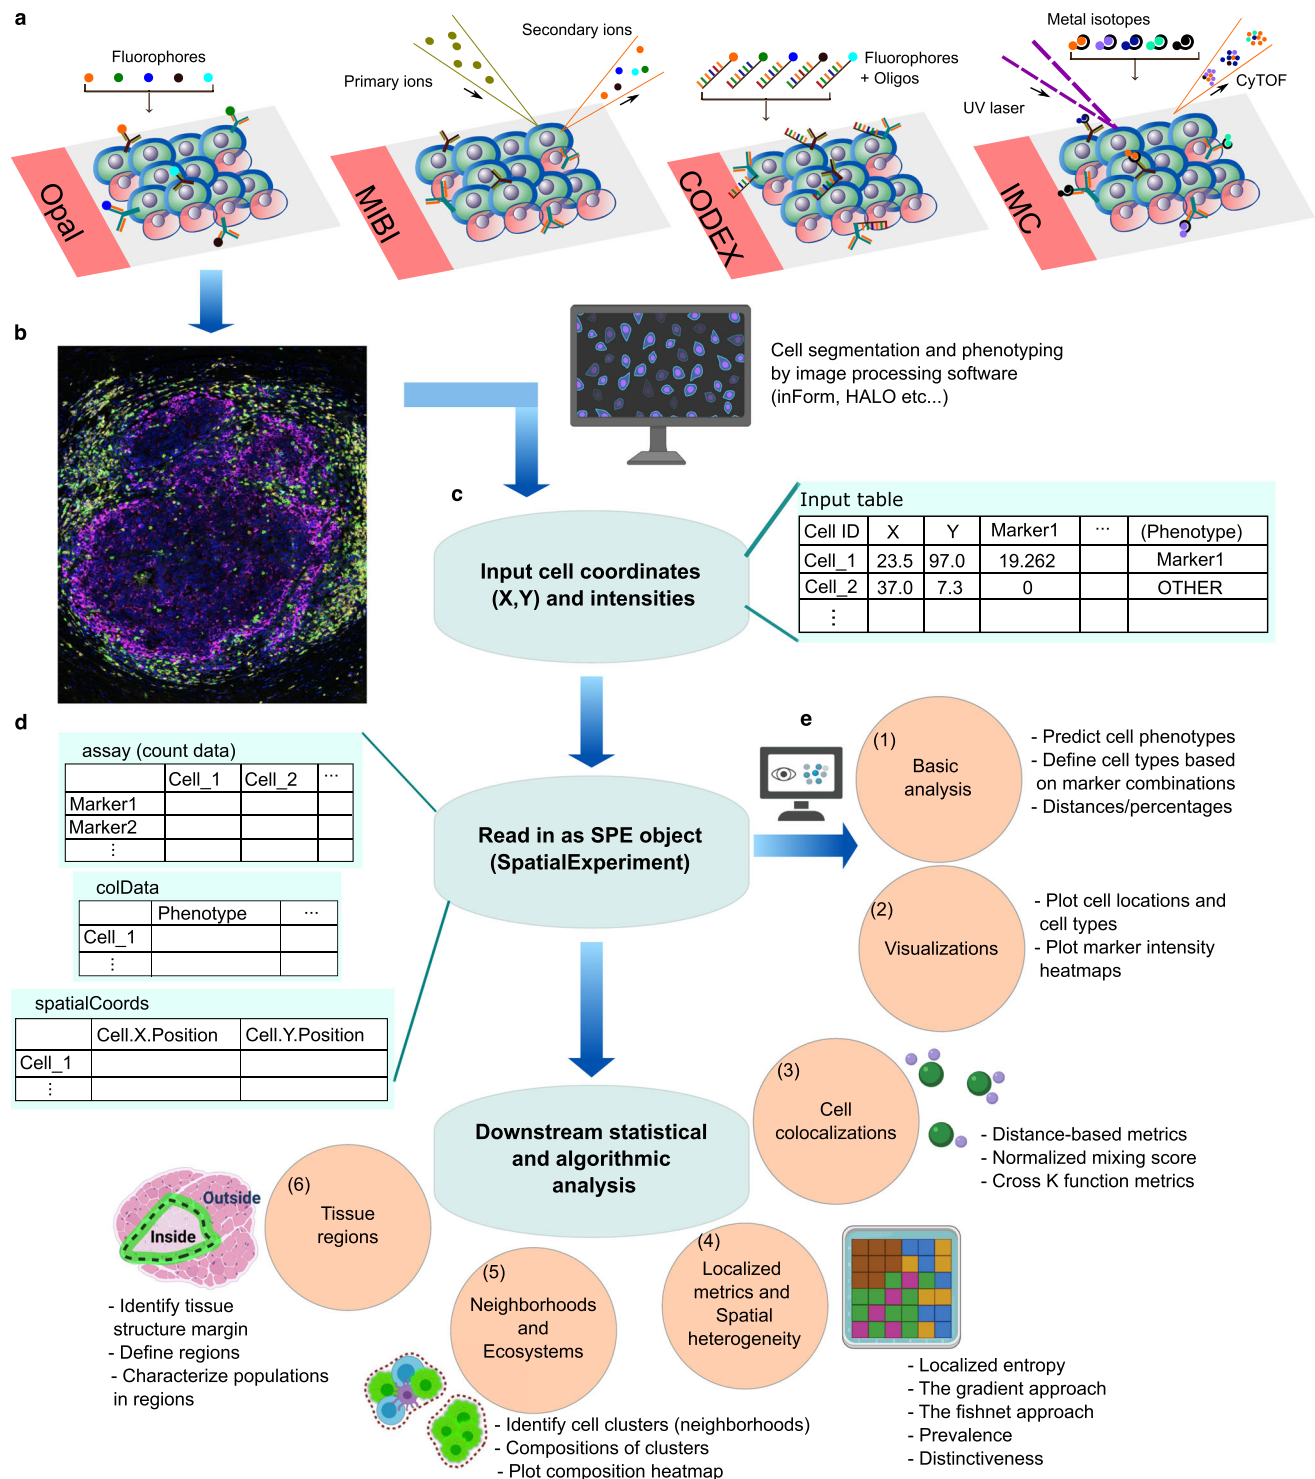 a
Fluorophores
Opal
Primary ions
Secondary ions
MIBI
Fluorophores
+ Oligos
CODEX
Metal isotopes
UV laser
CyTOF
IMC
b
Cell segmentation and phenotyping
by image processing software
(inForm, HALO etc...)
c
Input cell coordinates
(X,Y) and intensities
Input table
Cell ID X Y Marker1 ... (Phenotype)
Cell_1 23.5 97.0 19.262 Marker1
Cell_2 37.0 7.3 0 OTHER
⋮
d
assay (count data)
Cell_1 Cell_2 ...
Marker1
Marker2
⋮
colData
Phenotype ...
Cell_1
⋮
spatialCoords
Cell.X.Position Cell.Y.Position
Cell_1
⋮
Read in as SPE object
(SpatialExperiment)
e
(1)
Basic
analysis
- Predict cell phenotypes
- Define cell types based
on marker combinations
- Distances/percentages
(2)
Visualizations
- Plot cell locations and
cell types
- Plot marker intensity
heatmaps
Downstream statistical
and algorithmic
analysis
(3)
Cell
colocalizations
- Distance-based metrics
- Normalized mixing score
- Cross K function metrics
(4)
Localized
metrics and
Spatial
heterogeneity
- Localized entropy
- The gradient approach
- The fishnet approach
- Prevalence
- Distinctiveness
(5)
Neighborhoods
and
Ecosystems
- Identify cell clusters (neighborhoods)
- Compositions of clusters
- Plot composition heatmap
(6)
Tissue
regions
Outside
Inside
- Identify tissue
structure margin
- Define regions
- Characterize populations
in regions